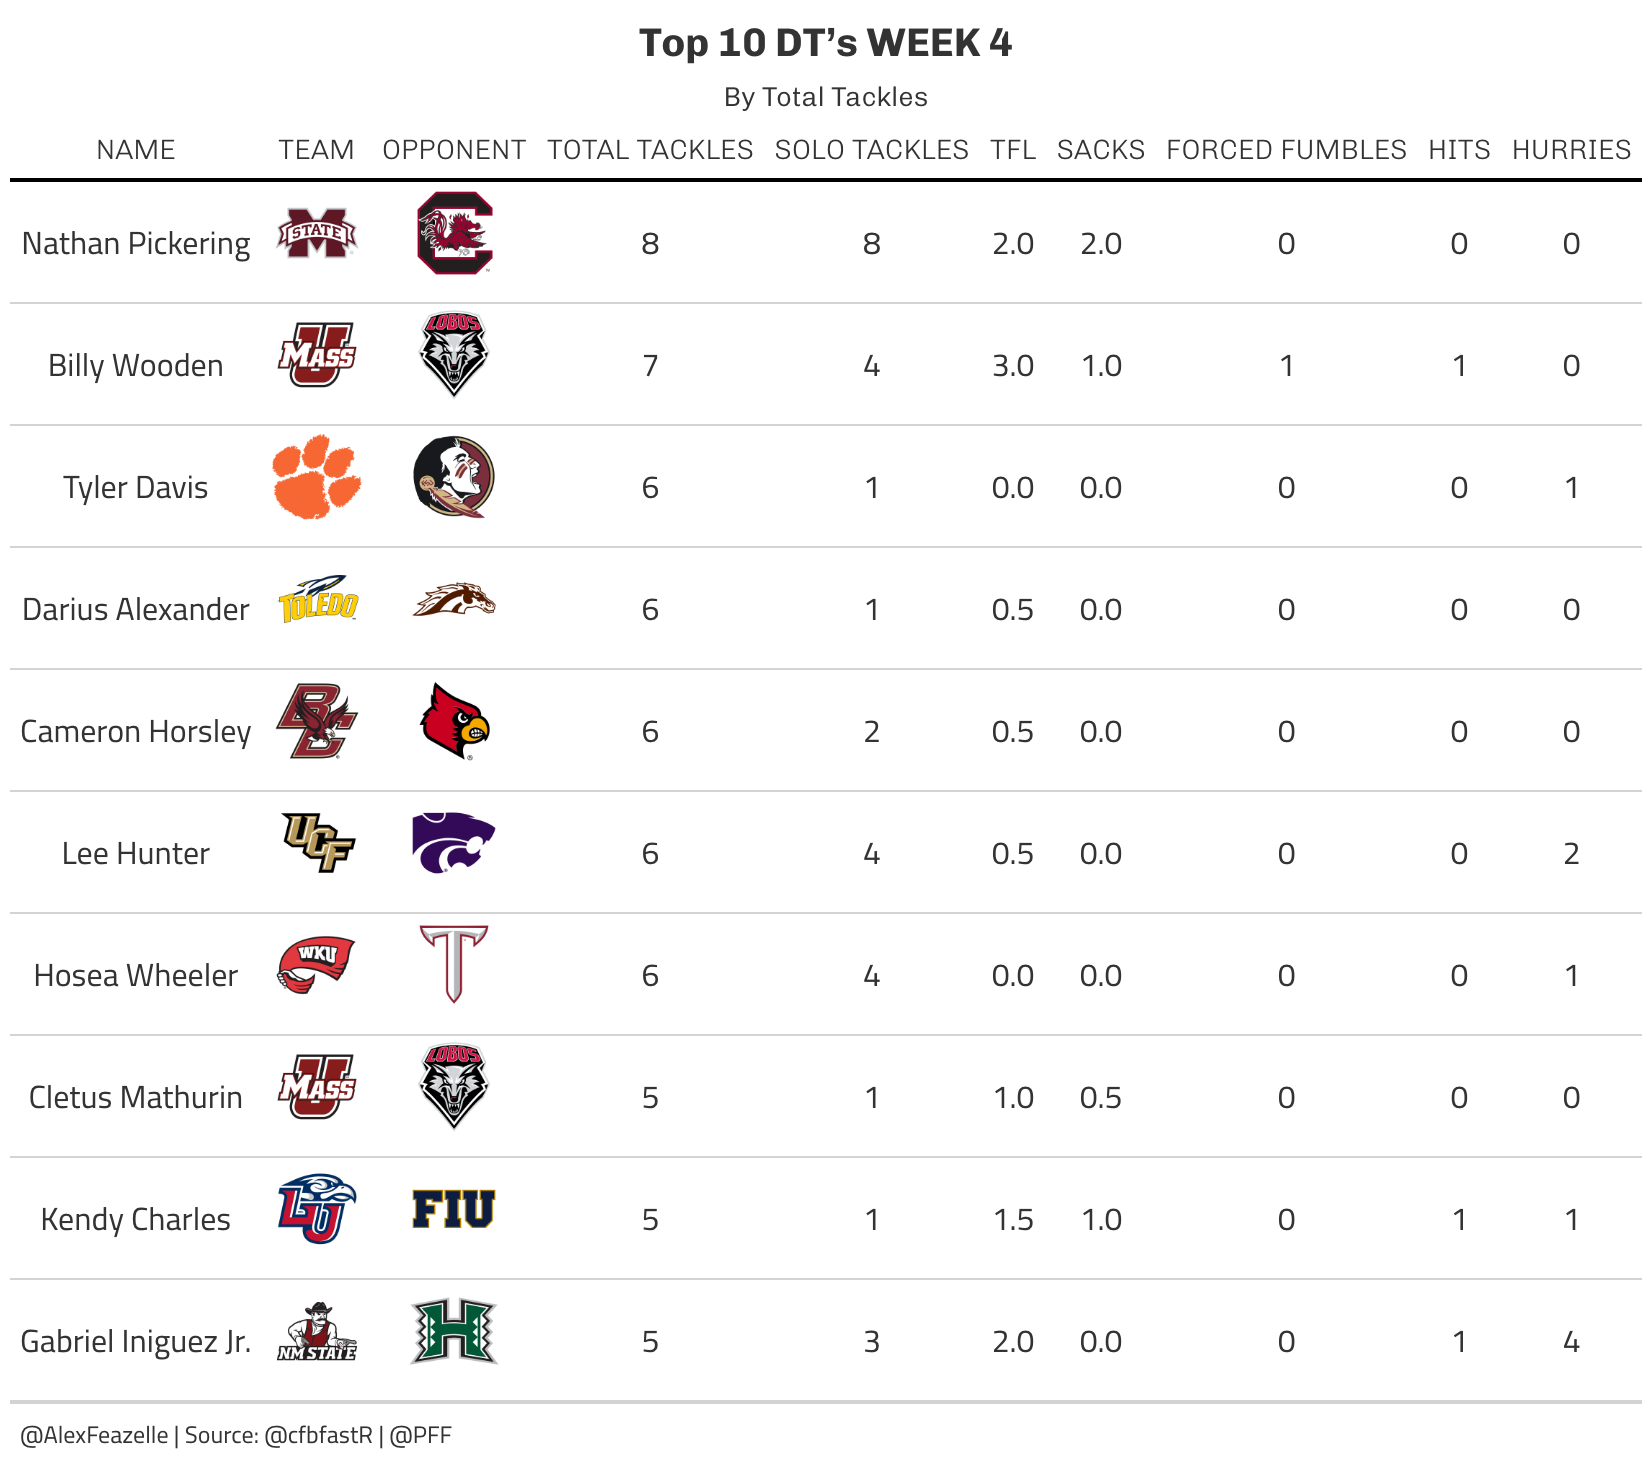 Top 10 DT’s WEEK 4
By Total Tackles
NAME TEAM OPPONENT TOTAL TACKLES SOLO TACKLES TFL SACKS FORCED FUMBLES HITS HURRIES
Nathan Pickering STATE 8 8 2.0 2.0 0 0 0
Billy Wooden U MASS LOBOS 7 4 3.0 1.0 1 1 0
Tyler Davis 6 1 0.0 0.0 0 0 1
Darius Alexander TOLEDO 6 1 0.5 0.0 0 0 0
Cameron Horsley BC 6 2 0.5 0.0 0 0 0
Lee Hunter UCF 6 4 0.5 0.0 0 0 2
Hosea Wheeler WKU T 6 4 0.0 0.0 0 0 1
Cletus Mathurin U MASS LOBOS 5 1 1.0 0.5 0 0 0
Kendy Charles LU FIU 5 1 1.5 1.0 0 1 1
Gabriel Iniguez Jr. NM STATE H 5 3 2.0 0.0 0 1 4
@AlexFeazelle | Source: @cfbfastR | @PFF